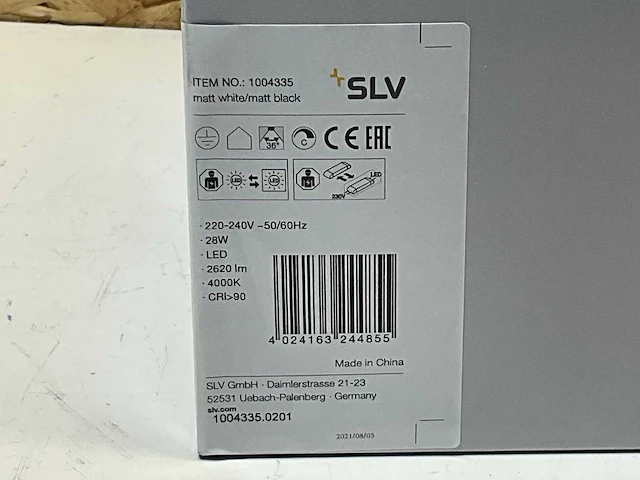 ITEM NO.: 1004335
matt white/matt black
SLV
36°
C
CE EAC
LED
LED
LED
230V
· 220-240V ~50/60Hz
· 28W
· LED
· 2620 lm
· 4000K
· CRI>90
4 024163 244855
Made in China
SLV GmbH · Daimlerstrasse 21-23
52531 Uebach-Palenberg · Germany
slv.com
1004335.0201
2021/08/05